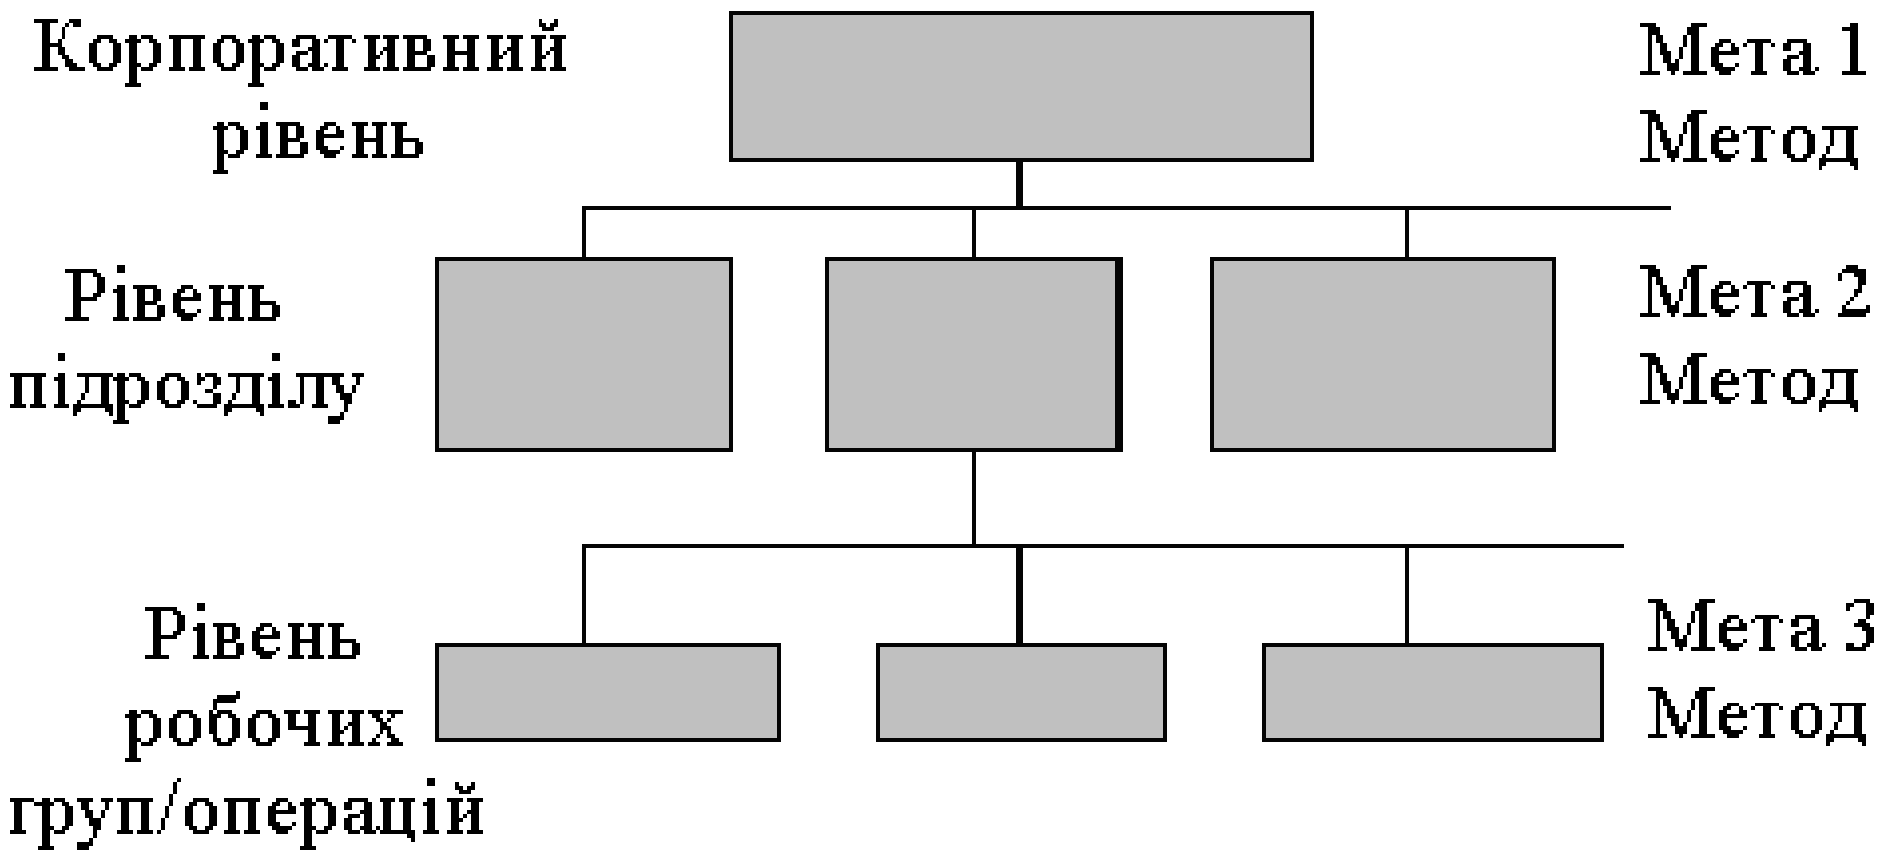 Корпоративний
рівень
Мета 1
Метод
Рівень
підрозділу
Мета 2
Метод
Рівень
робочих
груп/операцій
Мета 3
Метод